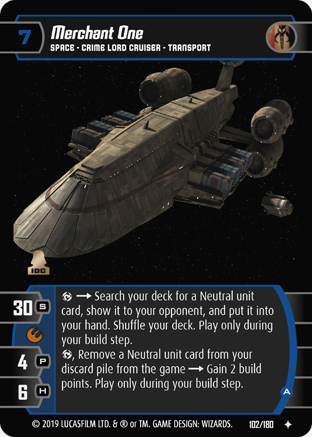 7
Merchant One
SPACE - CRIME LORD CRUISER - TRANSPORT
IDC
30 S
4 P
6 H
→ Search your deck for a Neutral unit
card, show it to your opponent, and put it into
your hand. Shuffle your deck. Play only during
your build step.
, Remove a Neutral unit card from your
discard pile from the game → Gain 2 build
points. Play only during your build step.
A
© 2019 LUCASFILM LTD. & ® or TM. GAME DESIGN: WIZARDS.
102/180